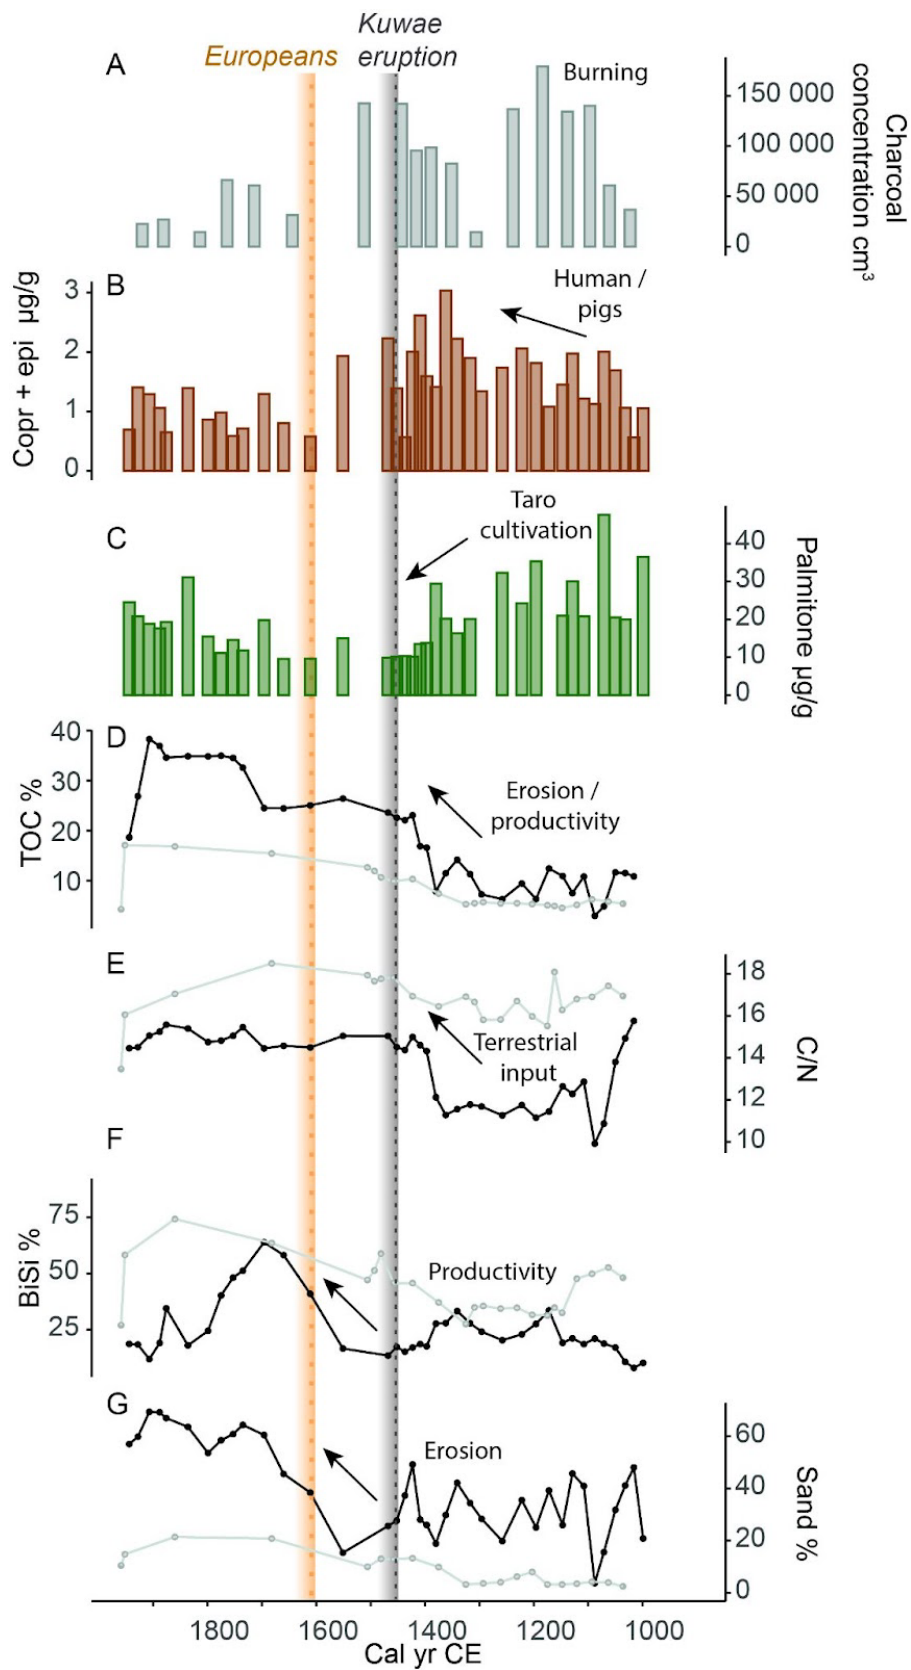 Kuwae
Europeans eruption
A
Burning
150 000
100 000
50 000
0
Charcoal
concentration cm3
B
Human /
pigs
3
2
1
0
Copr + epi µg/g
C
Taro
cultivation
40
30
20
10
0
Palmitone µg/g
D
40
30
20
10
TOC %
Erosion /
productivity
E
Terrestrial
input
18
16
14
12
10
C/N
F
75
50
25
BiSi %
Productivity
G
Erosion
60
40
20
0
Sand %
1800 1600 1400 1200 1000
Cal yr CE